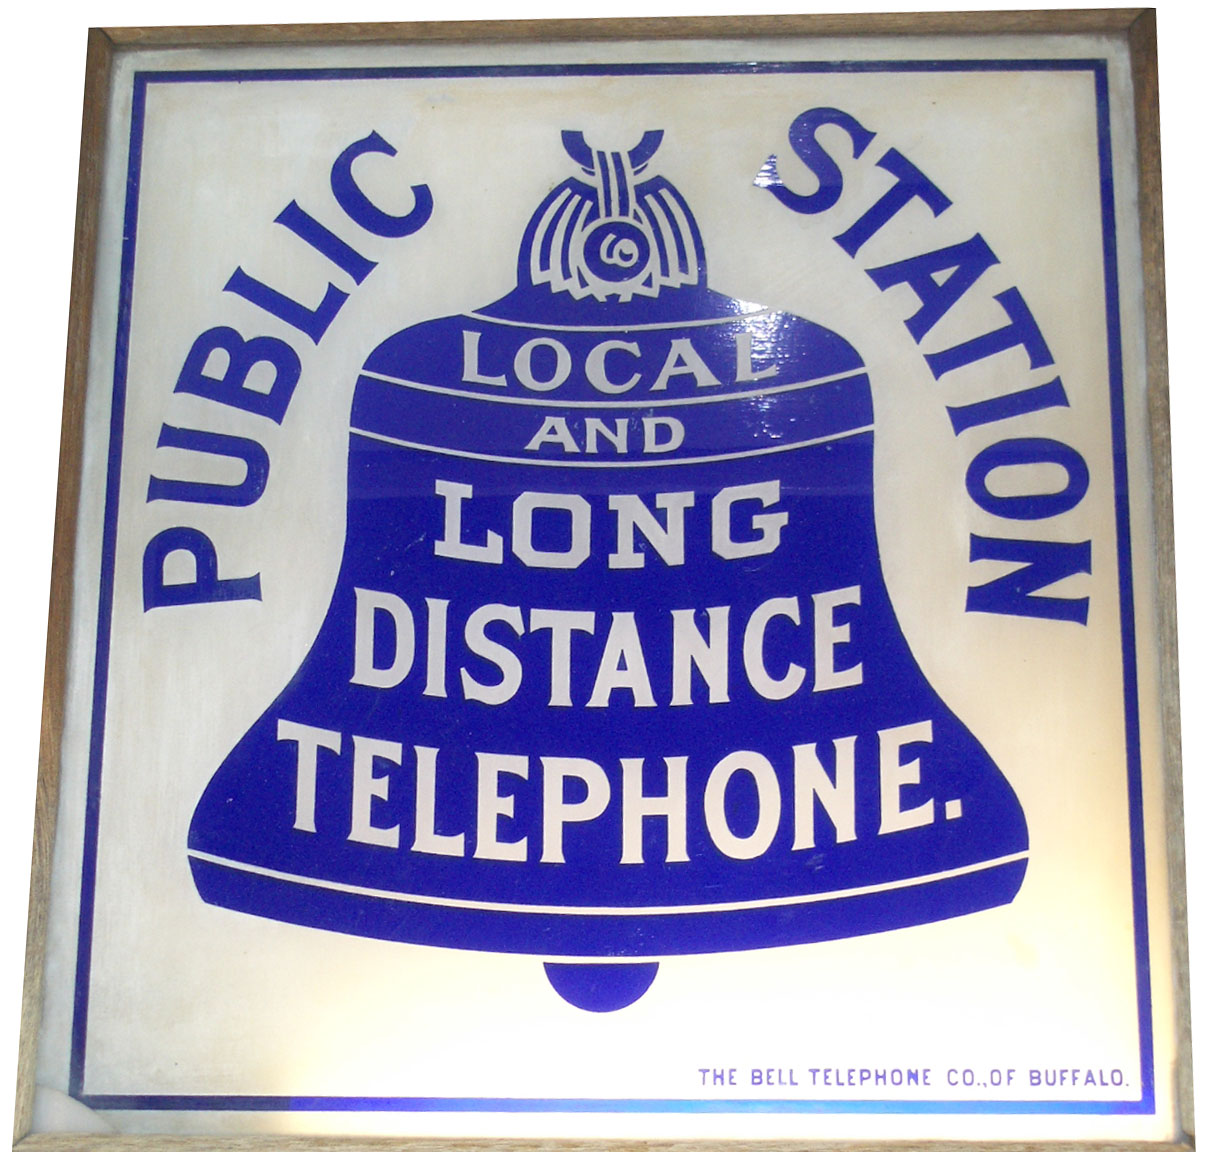 PUBLIC STATION
LOCAL
AND
LONG
DISTANCE
TELEPHONE.
THE BELL TELEPHONE CO., OF BUFFALO.